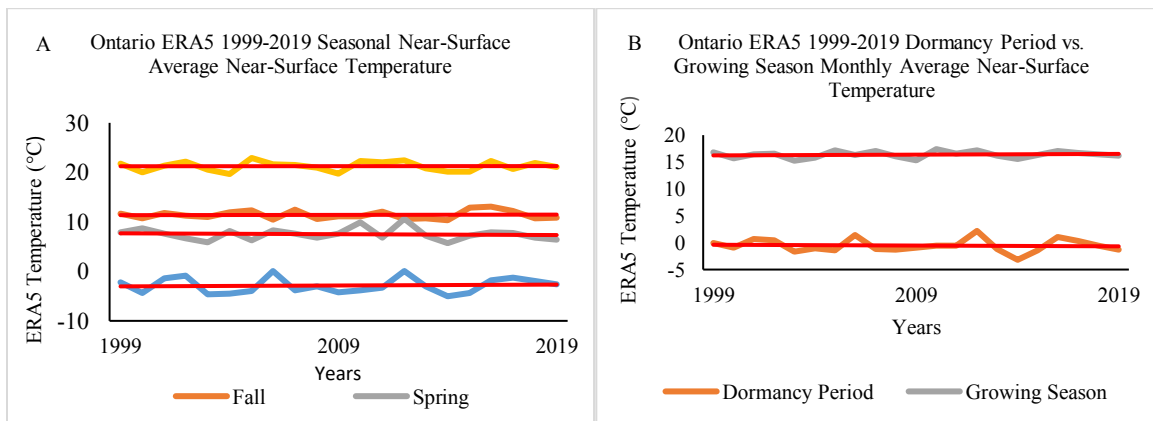 A
Ontario ERA5 1999-2019 Seasonal Near-Surface
Average Near-Surface Temperature
ERA5 Temperature (°C)
30
20
10
0
-10
1999
2009
2019
Years
Fall
Spring
B
Ontario ERA5 1999-2019 Dormancy Period vs.
Growing Season Monthly Average Near-Surface
Temperature
ERA5 Temperature (°C)
20
15
10
5
0
-5
1999
2009
2019
Years
Dormancy Period
Growing Season